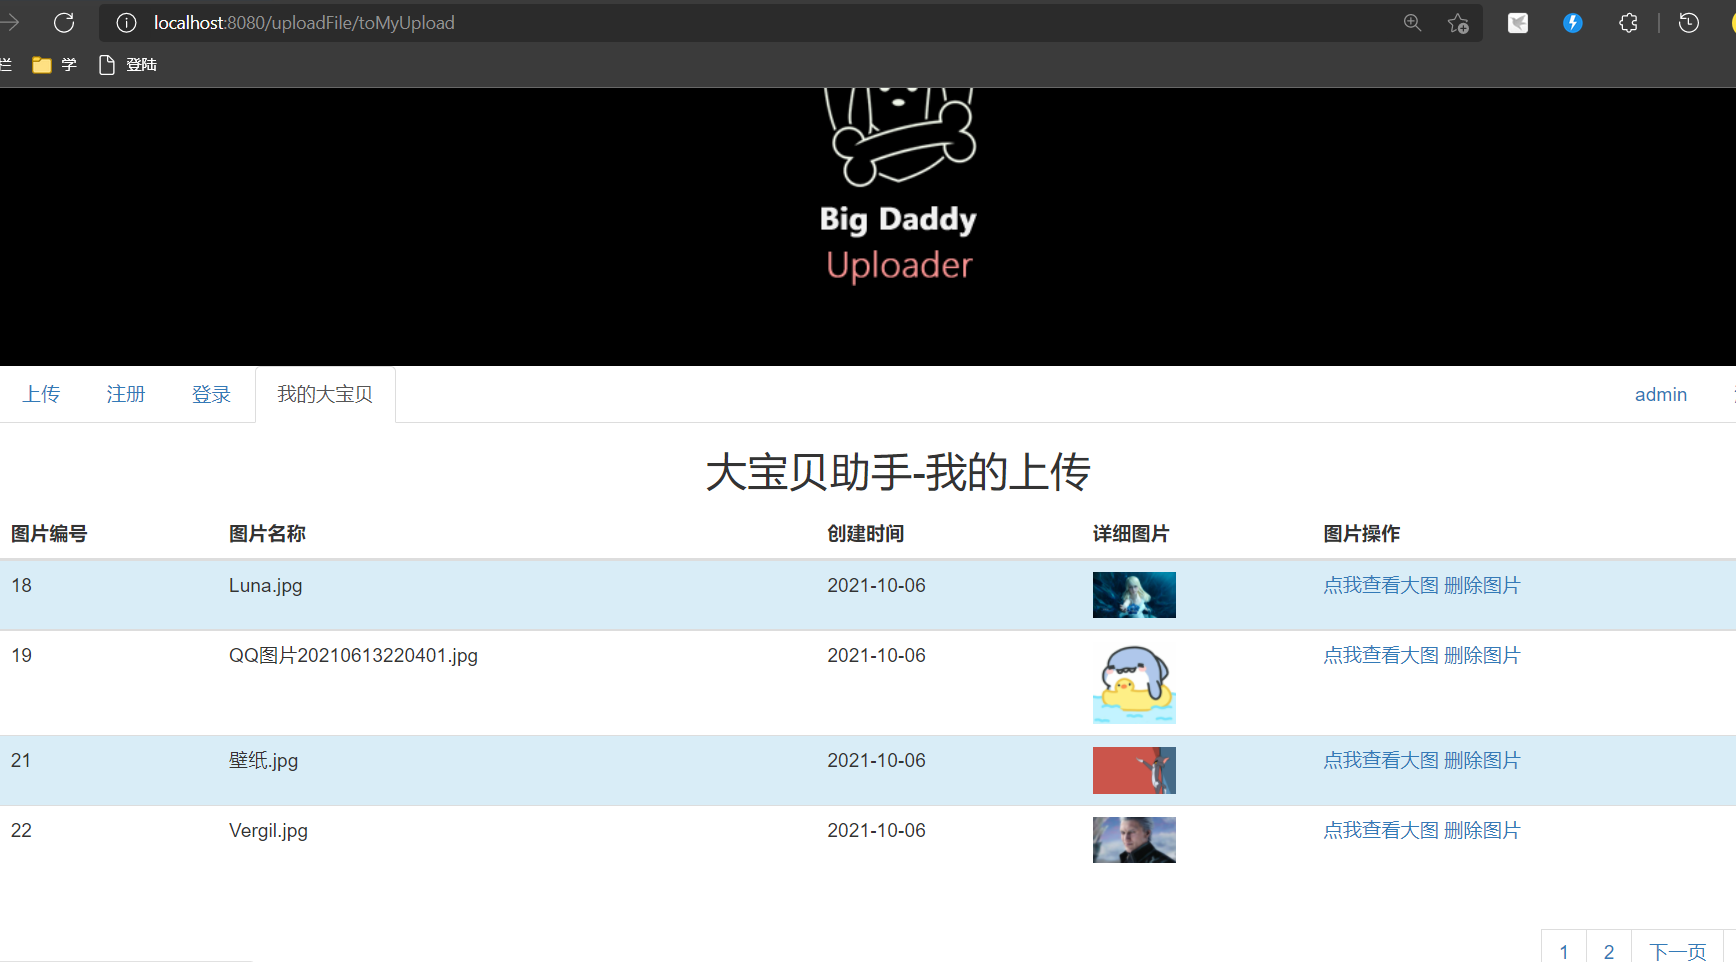 localhost:8080/uploadFile/toMyUpload
学 登陆
Big Daddy
Uploader
上传 注册 登录 我的大宝贝 admin
大宝贝助手-我的上传
图片编号 图片名称 创建时间 详细图片 图片操作
18 Luna.jpg 2021-10-06 点我查看大图 删除图片
19 QQ图片20210613220401.jpg 2021-10-06 点我查看大图 删除图片
21 壁纸.jpg 2021-10-06 点我查看大图 删除图片
22 Vergil.jpg 2021-10-06 点我查看大图 删除图片
1 2 下一页